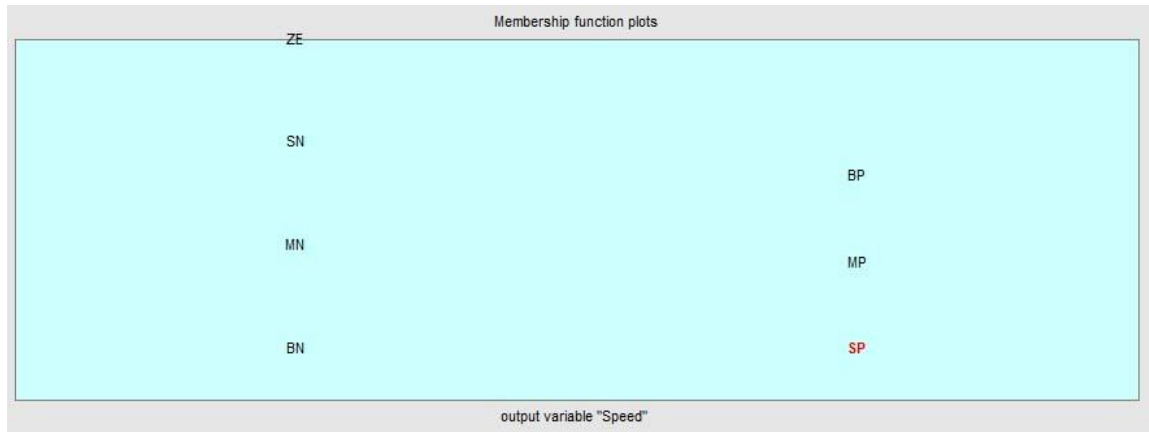 Membership function plots
ZE
SN
BP
MN
MP
BN
SP
output variable "Speed"